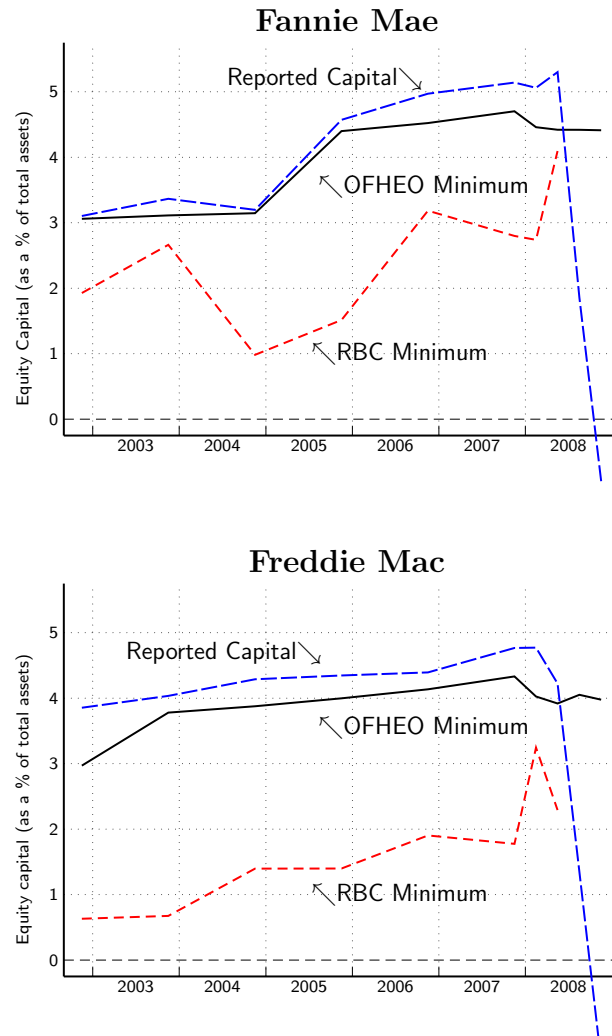 Fannie Mae
Equity Capital (as a % of total assets)
5
4
3
2
1
0
Reported Capital
OFHEO Minimum
RBC Minimum
2003 2004 2005 2006 2007 2008
Freddie Mac
Equity capital (as a % of total assets)
5
4
3
2
1
0
Reported Capital
OFHEO Minimum
RBC Minimum
2003 2004 2005 2006 2007 2008